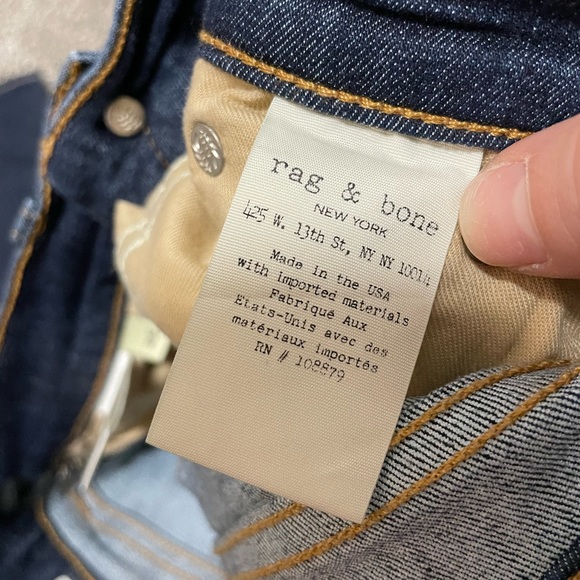 rag & bone
NEW YORK
425 W. 13th St, NY NY 10014
Made in the USA
with Imported materials
Fabriqué Aux
Etats-Unis avec des
matériaux importés
RN # 108879